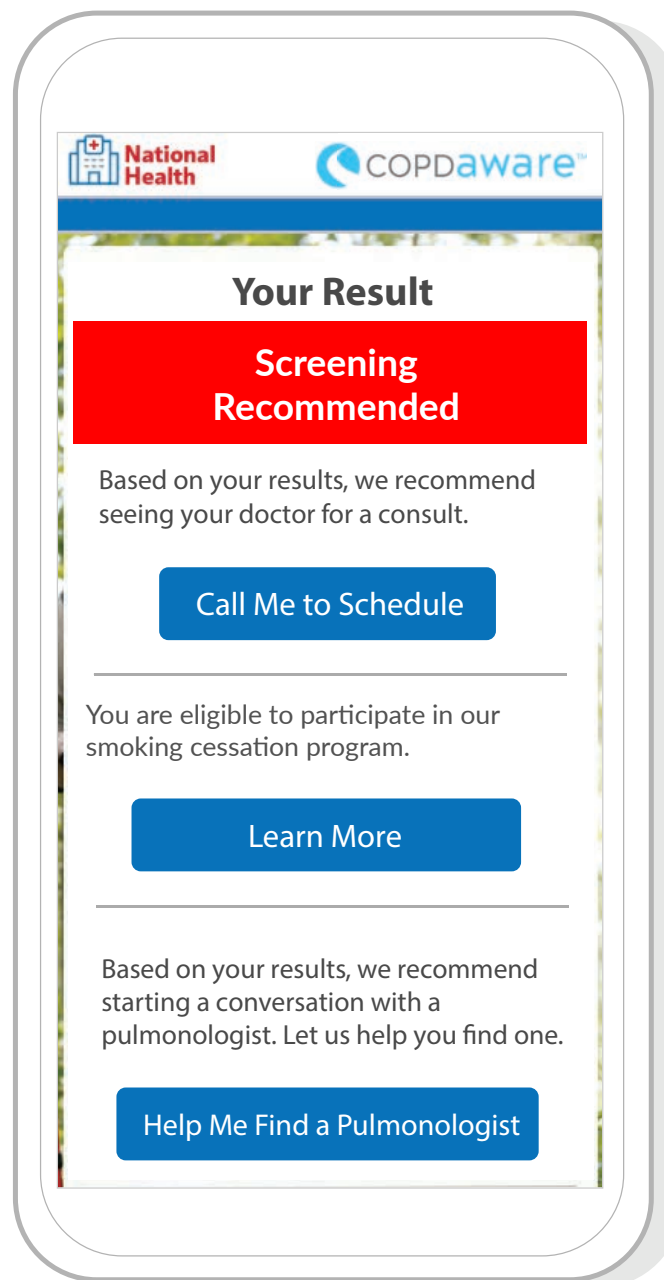 National
Health
COPDaware™
Your Result
Screening
Recommended
Based on your results, we recommend
seeing your doctor for a consult.
Call Me to Schedule
You are eligible to participate in our
smoking cessation program.
Learn More
Based on your results, we recommend
starting a conversation with a
pulmonologist. Let us help you find one.
Help Me Find a Pulmonologist